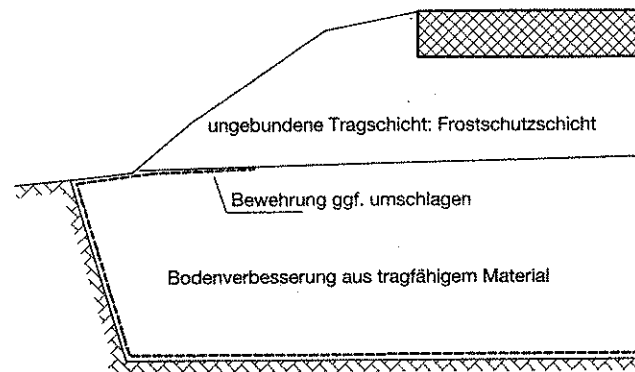 ungebundene Tragschicht: Frostschutzschicht
Bewehrung ggf. umschlagen
Bodenverbesserung aus tragfähigem Material